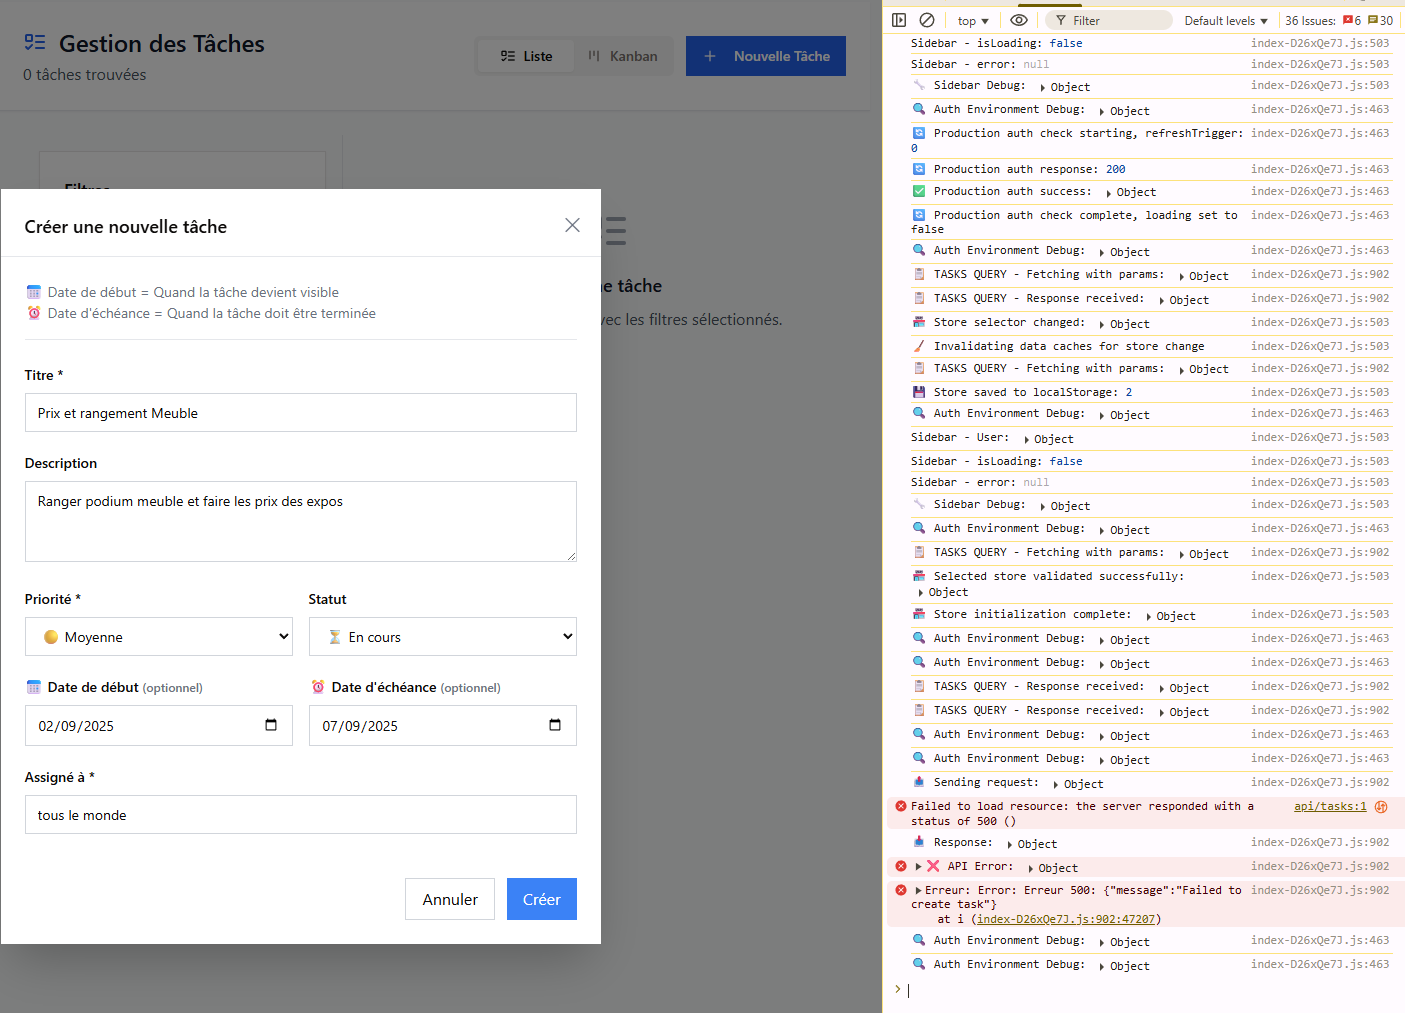 Gestion des Tâches
0 tâches trouvées
Liste
Kanban
Nouvelle Tâche
Filtres
Créer une nouvelle tâche
Date de début = Quand la tâche devient visible
Date d'échéance = Quand la tâche doit être terminée
e tâche
vec les filtres sélectionnés.
Titre *
Prix et rangement Meuble
Description
Ranger podium meuble et faire les prix des expos
Priorité *
Statut
Moyenne
En cours
Date de début (optionnel)
Date d'échéance (optionnel)
02/09/2025
07/09/2025
Assigné à *
tous le monde
Annuler
Créer
top
Filter
Default levels
36 Issues: 6 30
Sidebar - isLoading: false index-D26xQe7J.js:503
Sidebar - error: null index-D26xQe7J.js:503
Sidebar Debug: Object index-D26xQe7J.js:503
Auth Environment Debug: Object index-D26xQe7J.js:463
Production auth check starting, refreshTrigger: index-D26xQe7J.js:463
0
Production auth response: 200 index-D26xQe7J.js:463
Production auth success: Object index-D26xQe7J.js:463
Production auth check complete, loading set to index-D26xQe7J.js:463
false
Auth Environment Debug: Object index-D26xQe7J.js:463
TASKS QUERY - Fetching with params: Object index-D26xQe7J.js:902
TASKS QUERY - Response received: Object index-D26xQe7J.js:902
Store selector changed: Object index-D26xQe7J.js:503
Invalidating data caches for store change index-D26xQe7J.js:503
TASKS QUERY - Fetching with params: Object index-D26xQe7J.js:902
Store saved to localStorage: 2 index-D26xQe7J.js:503
Auth Environment Debug: Object index-D26xQe7J.js:463
Sidebar - User: Object index-D26xQe7J.js:503
Sidebar - isLoading: false index-D26xQe7J.js:503
Sidebar - error: null index-D26xQe7J.js:503
Sidebar Debug: Object index-D26xQe7J.js:503
Auth Environment Debug: Object index-D26xQe7J.js:463
TASKS QUERY - Fetching with params: Object index-D26xQe7J.js:902
Selected store validated successfully: index-D26xQe7J.js:503
Object
Store initialization complete: Object index-D26xQe7J.js:503
Auth Environment Debug: Object index-D26xQe7J.js:463
Auth Environment Debug: Object index-D26xQe7J.js:463
TASKS QUERY - Response received: Object index-D26xQe7J.js:902
TASKS QUERY - Response received: Object index-D26xQe7J.js:902
Auth Environment Debug: Object index-D26xQe7J.js:463
Auth Environment Debug: Object index-D26xQe7J.js:463
Sending request: Object index-D26xQe7J.js:902
Failed to load resource: the server responded with a api/tasks:1
status of 500 ()
Response: Object index-D26xQe7J.js:902
API Error: Object index-D26xQe7J.js:902
Erreur: Error: Erreur 500: {"message":"Failed to index-D26xQe7J.js:902
create task"}
at i (index-D26xQe7J.js:902:47207)
Auth Environment Debug: Object index-D26xQe7J.js:463
Auth Environment Debug: Object index-D26xQe7J.js:463